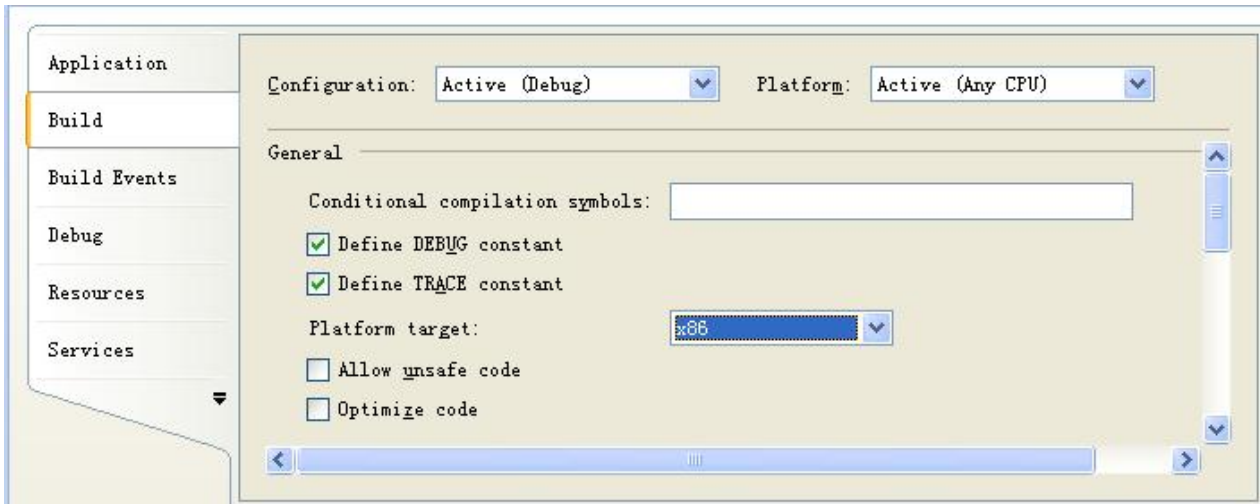 Application
Build
Build Events
Debug
Resources
Services
Configuration: Active (Debug) Platform: Active (Any CPU)
General
Conditional compilation symbols:
Define DEBUG constant
Define TRACE constant
Platform target: x86
Allow unsafe code
Optimize code